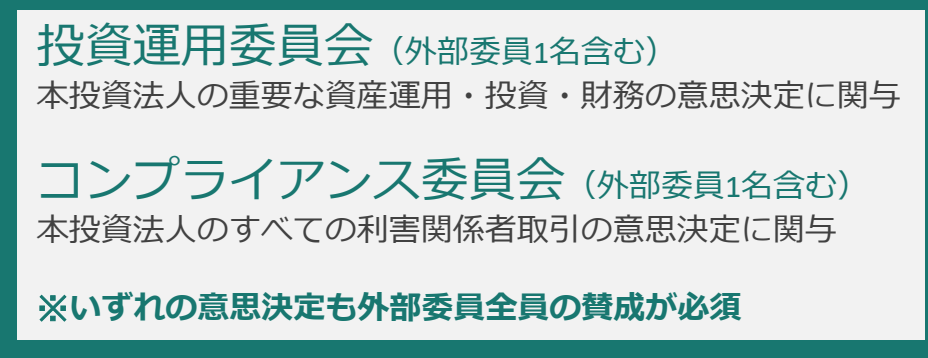 投資運用委員会（外部委員1名含む）
本投資法人の重要な資産運用・投資・財務の意思決定に関与
コンプライアンス委員会（外部委員1名含む）
本投資法人のすべての利害関係者取引の意思決定に関与
※いずれの意思決定も外部委員全員の賛成が必須